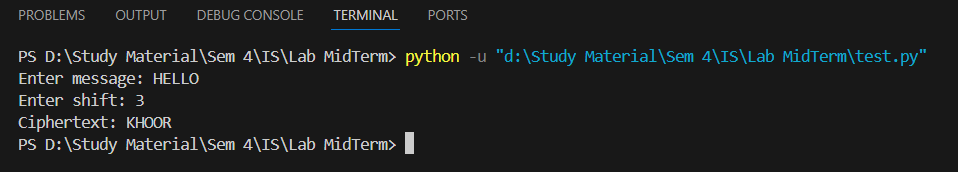 PROBLEMS OUTPUT DEBUG CONSOLE TERMINAL PORTS
PS D:\Study Material\Sem 4\IS\Lab MidTerm> python -u "d:\Study Material\Sem 4\IS\Lab MidTerm\test.py"
Enter message: HELLO
Enter shift: 3
Ciphertext: KHOOR
PS D:\Study Material\Sem 4\IS\Lab MidTerm>